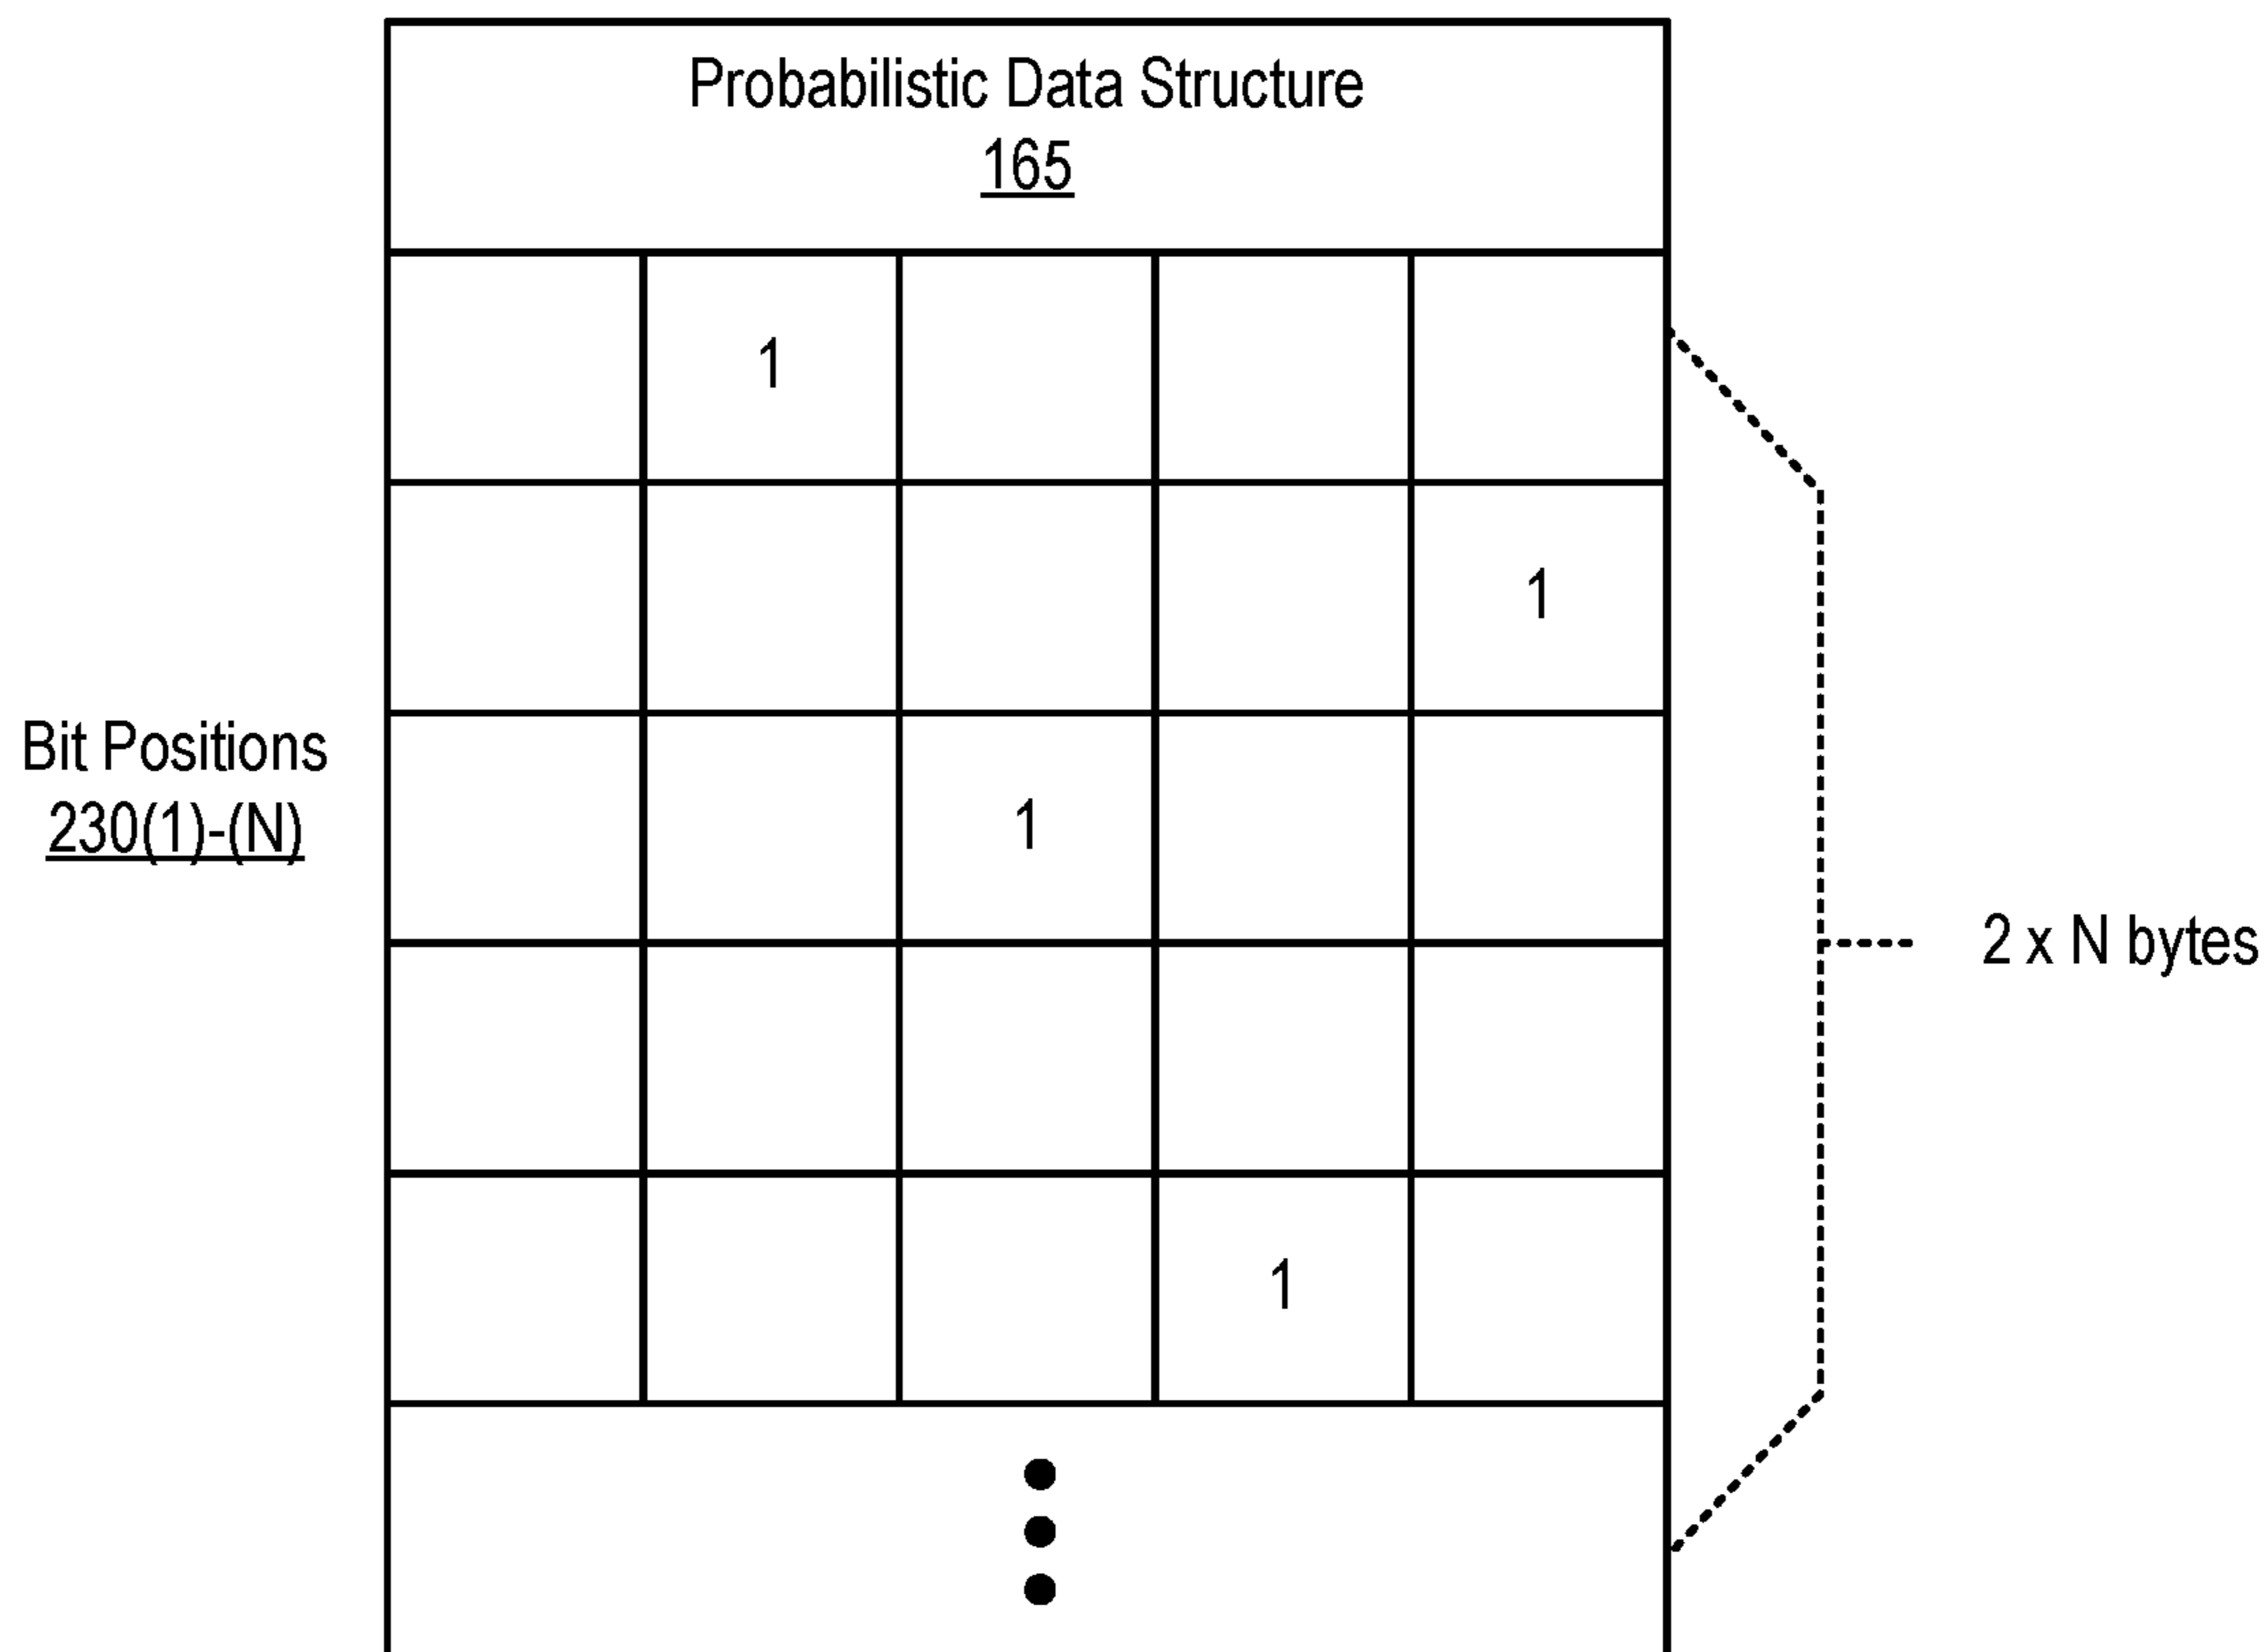 Probabilistic Data Structure
165
1
1
Bit Positions
230(1)-(N)
1
2 x N bytes
1